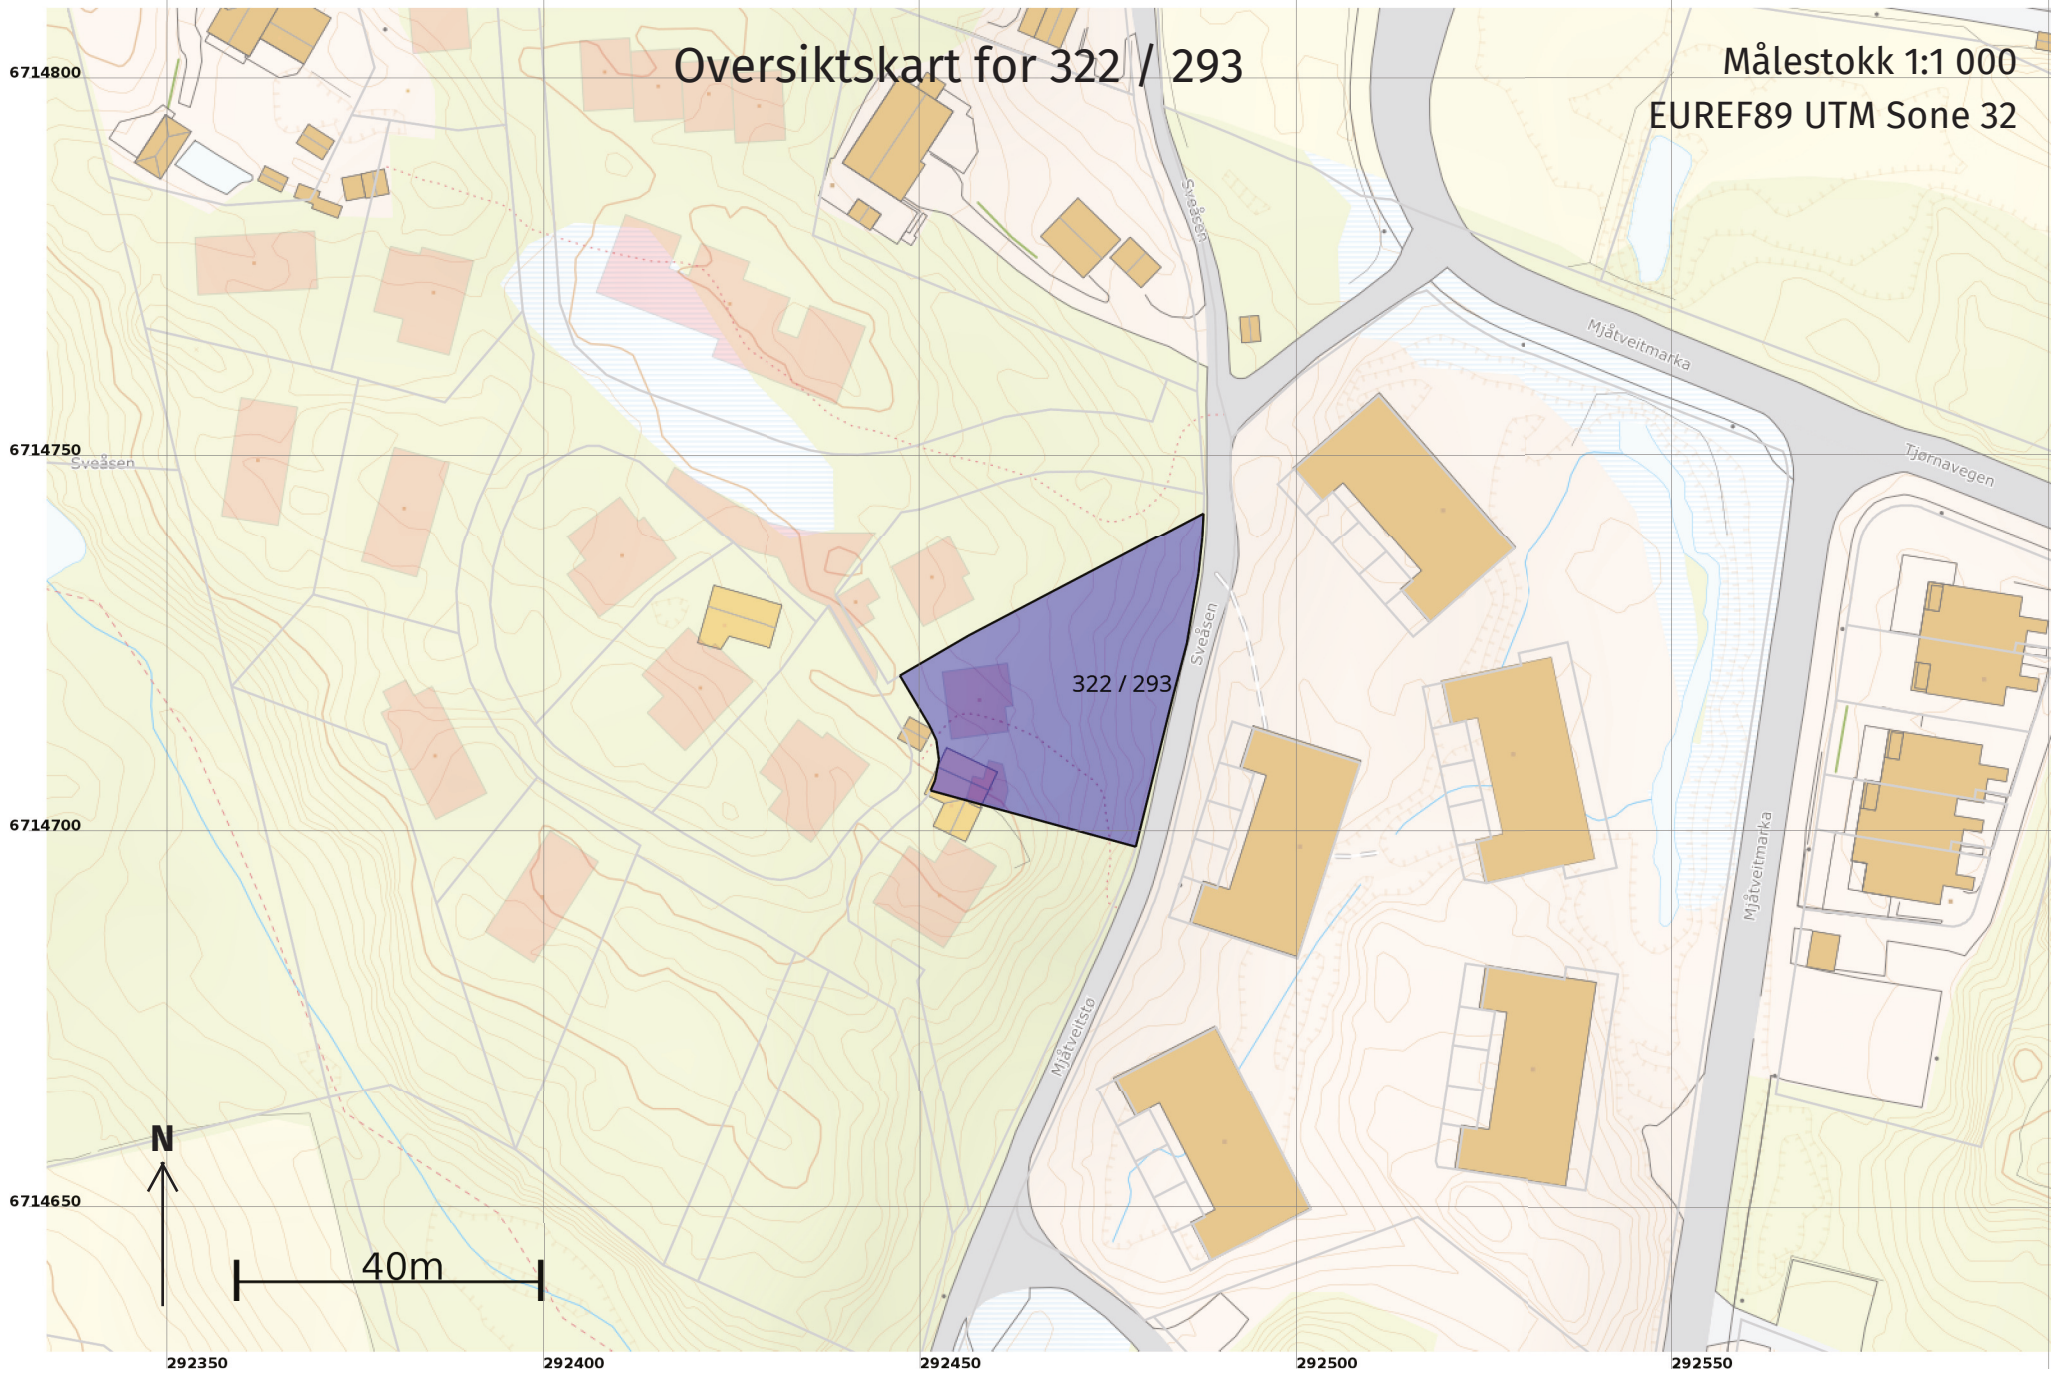 Oversiktskart for 322 / 293
Målestokk 1:1 000
EUREF89 UTM Sone 32
6714800
6714750
6714700
6714650
Sveåsen
Mjåtveitmarka
Tjørnavegen
Sveåsen
Sveåsen
322 / 293
Mjåtveitmarka
Mjåtveitstø
N
40m
292350
292400
292450
292500
292550